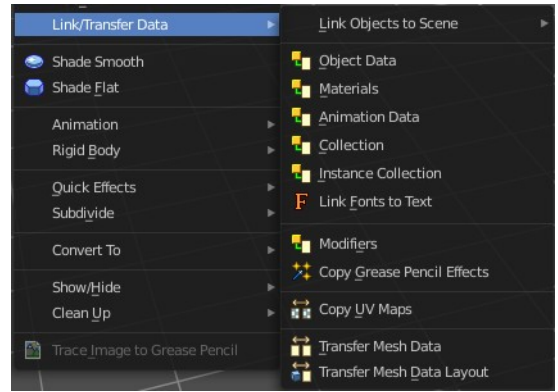 Link/Transfer Data
Shade Smooth
Shade Flat
Animation
Rigid Body
Quick Effects
Subdivide
Convert To
Show/Hide
Clean Up
Trace Image to Grease Pencil
Link Objects to Scene
Object Data
Materials
Animation Data
Collection
Instance Collection
Link Fonts to Text
Modifiers
Copy Grease Pencil Effects
Copy UV Maps
Transfer Mesh Data
Transfer Mesh Data Layout